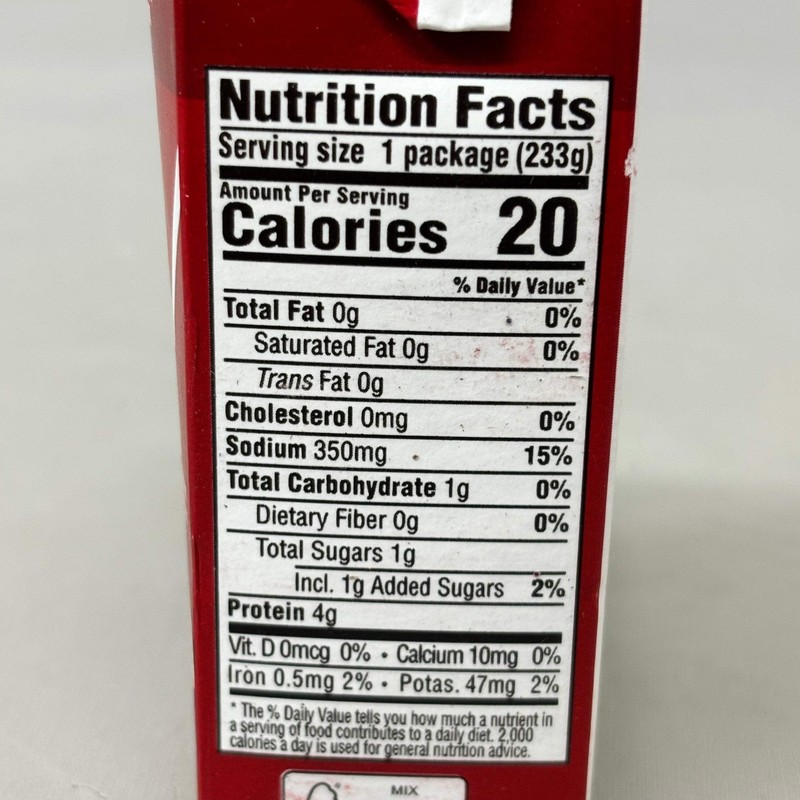 Nutrition Facts
Serving size 1 package (233g)
Amount Per Serving
Calories 20
% Daily Value*
Total Fat 0g 0%
Saturated Fat 0g 0%
Trans Fat 0g
Cholesterol 0mg 0%
Sodium 350mg 15%
Total Carbohydrate 1g 0%
Dietary Fiber 0g 0%
Total Sugars 1g
Incl. 1g Added Sugars 2%
Protein 4g
Vit. D 0mcg 0% • Calcium 10mg 0%
Iron 0.5mg 2% • Potas. 47mg 2%
* The % Daily Value tells you how much a nutrient in
a serving of food contributes to a daily diet. 2,000
calories a day is used for general nutrition advice.
MIX